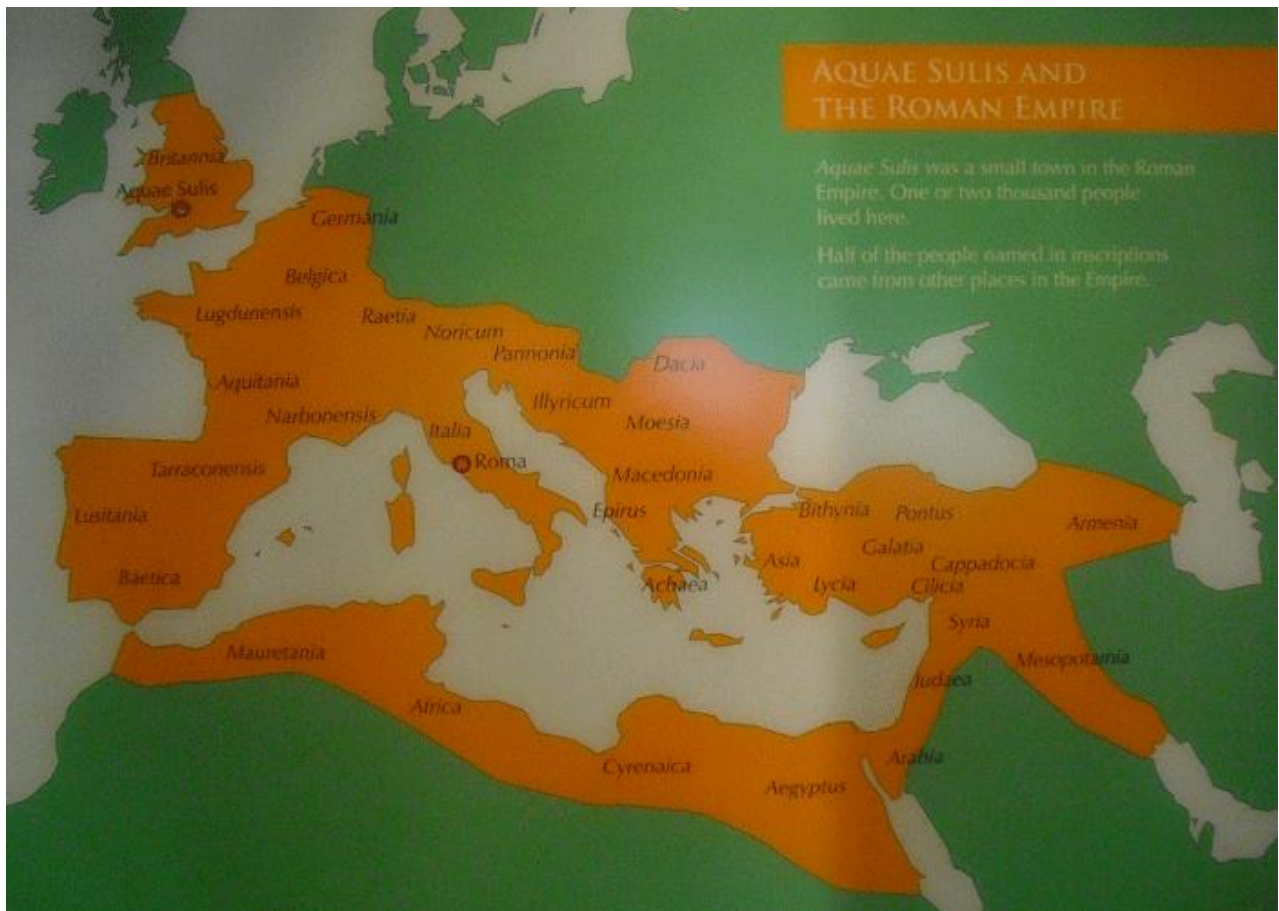 AQUAE SULIS AND
THE ROMAN EMPIRE
Aquae Sulis was a small town in the Roman
Empire. One or two thousand people
lived here.
Half of the people named in inscriptions
came from other places in the Empire.
Britannia
Aquae Sulis
Germania
Belgica
Lugdunensis
Raetia
Noricum
Pannonia
Dacia
Aquitania
Illyricum
Narbonensis
Moesia
Italia
Roma
Tarraconensis
Macedonia
Lusitania
Epirus
Bithynia
Pontus
Armenia
Galatia
Asia
Cappadocia
Baetica
Achaea
Lycia
Cilicia
Syria
Mauretania
Mesopotamia
Judaea
Africa
Arabia
Cyrenaica
Aegyptus